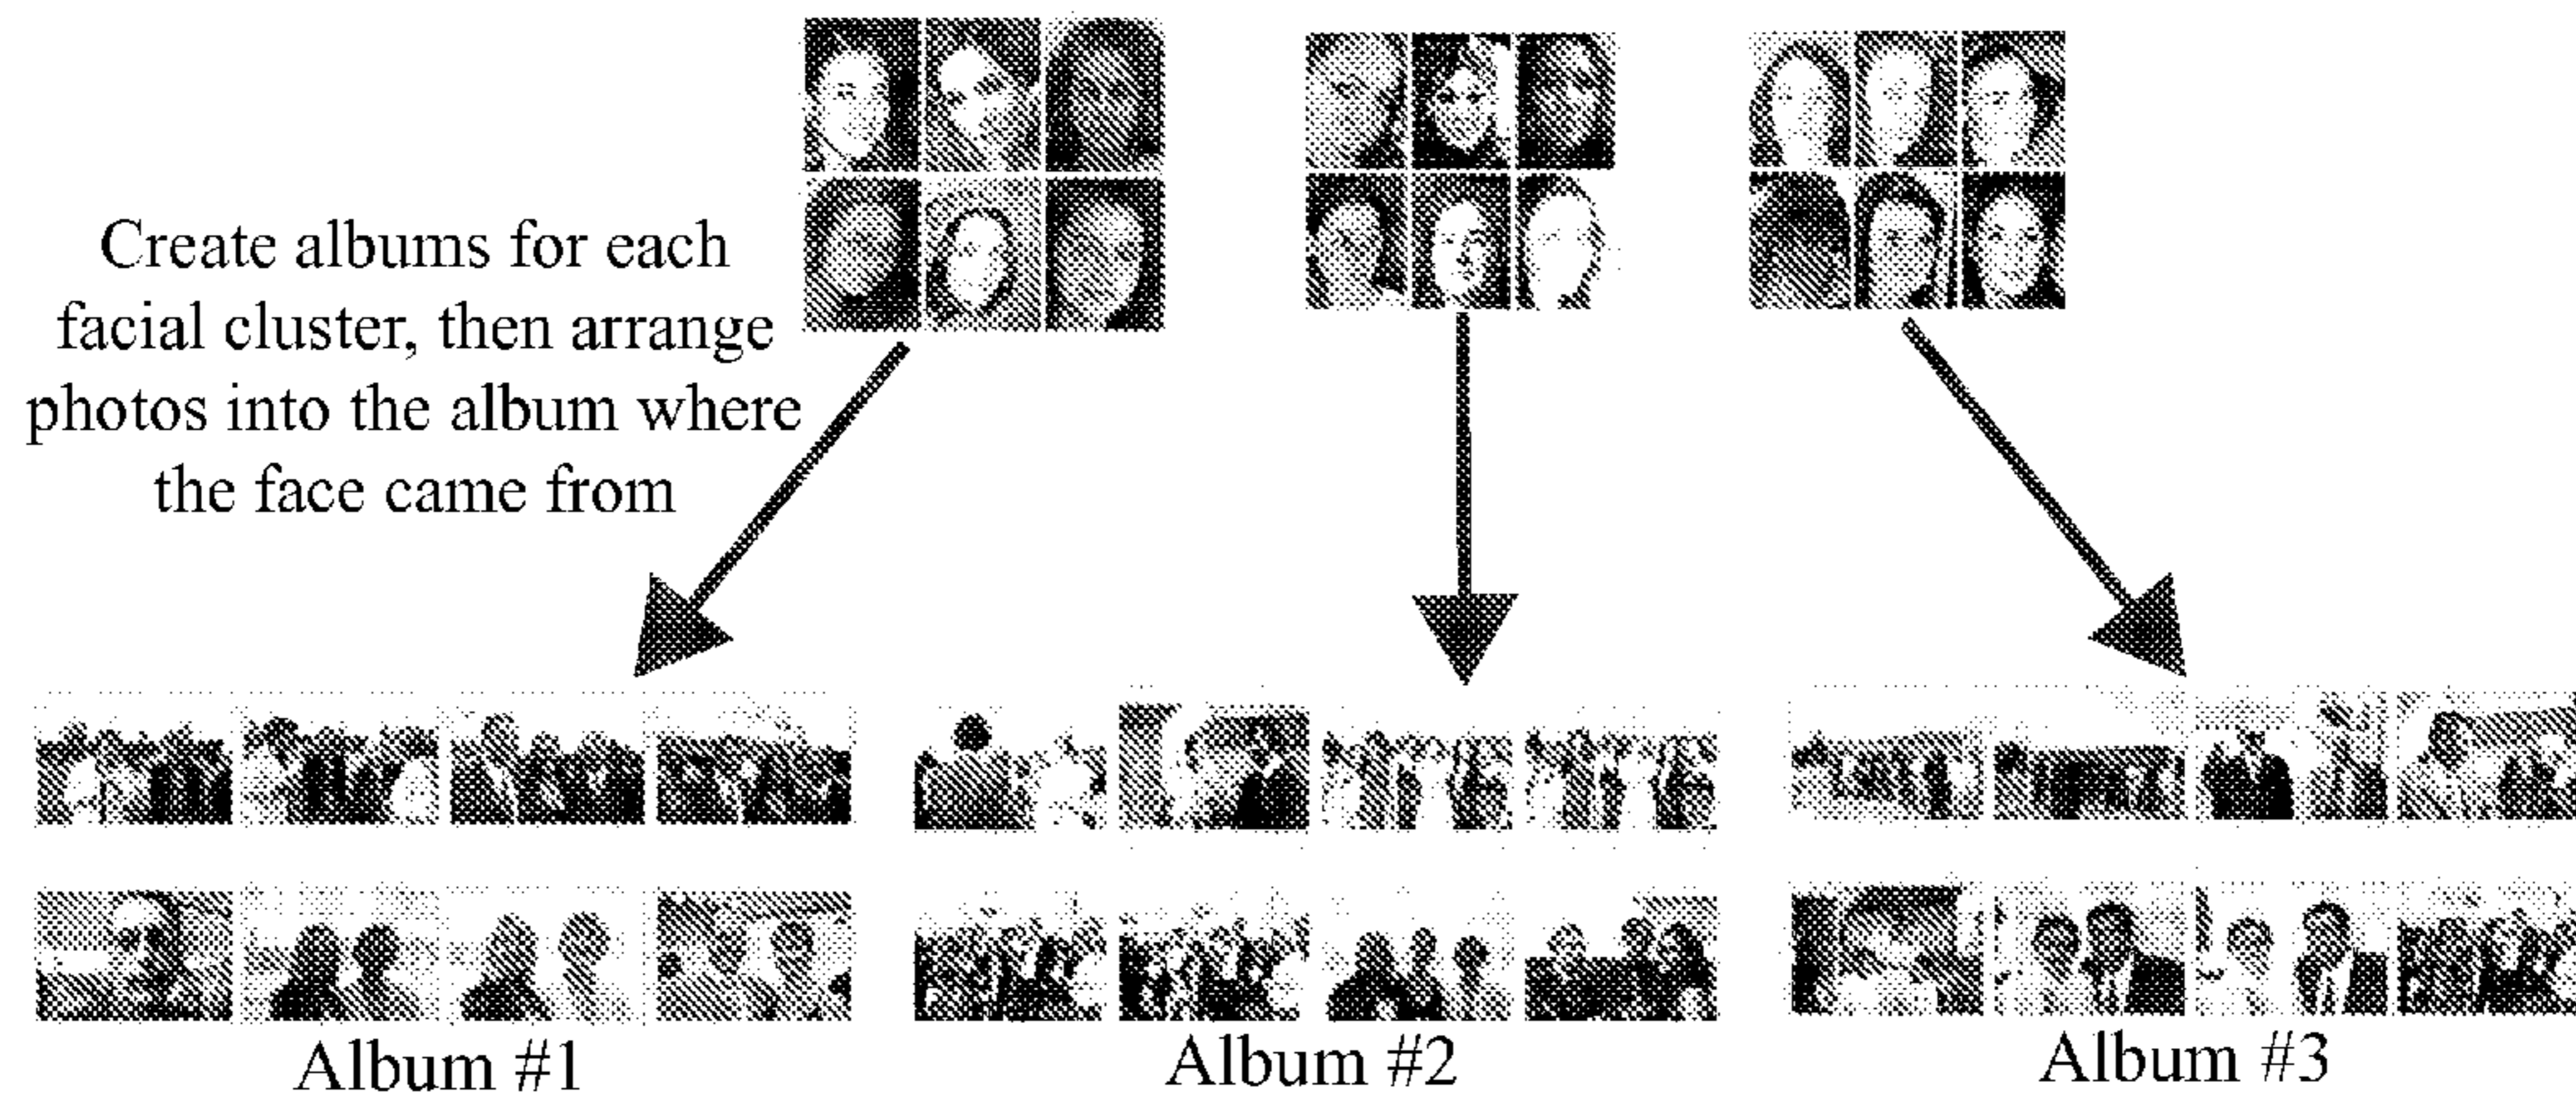 Create albums for each
facial cluster, then arrange
photos into the album where
the face came from
Album #1
Album #2
Album #3